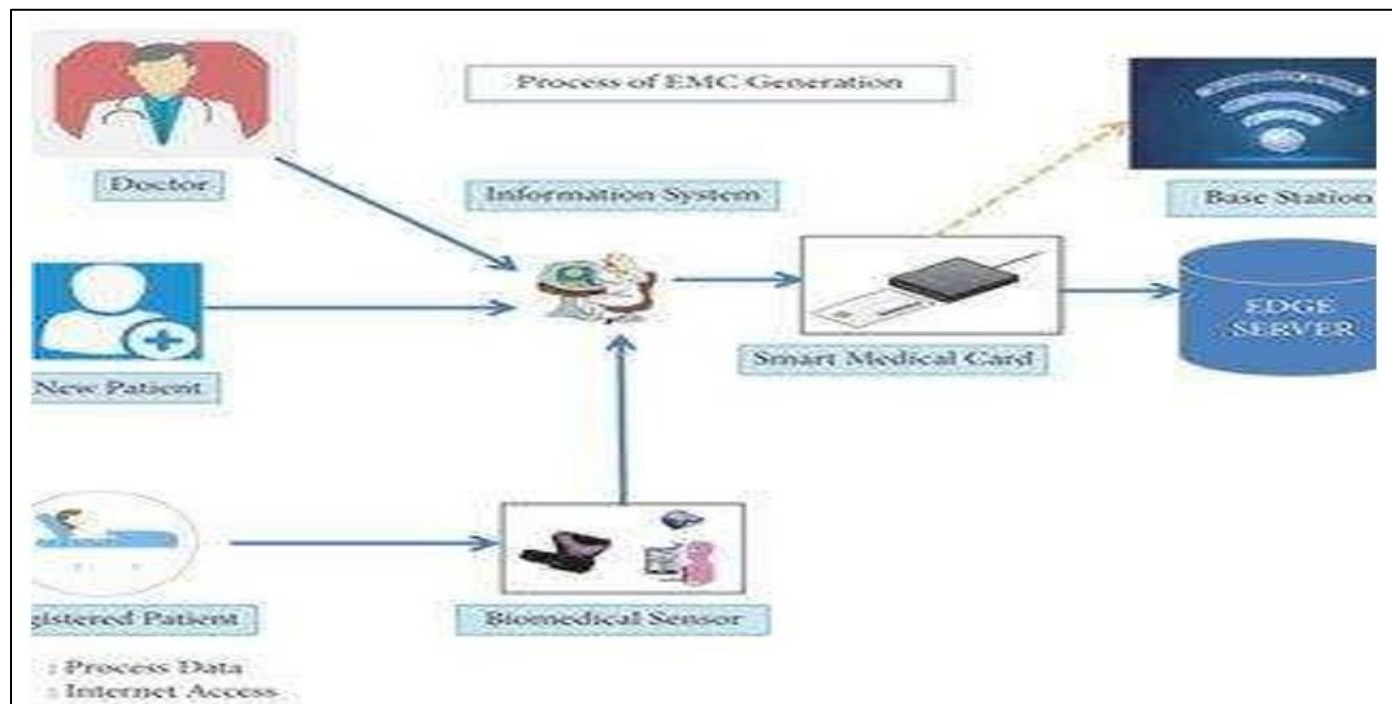 Process of EMC Generation
Doctor
Information System
Base Station
New Patient
Smart Medical Card
EDGE
SERVER
gistered Patient
Biomedical Sensor
: Process Data
: Internet Access